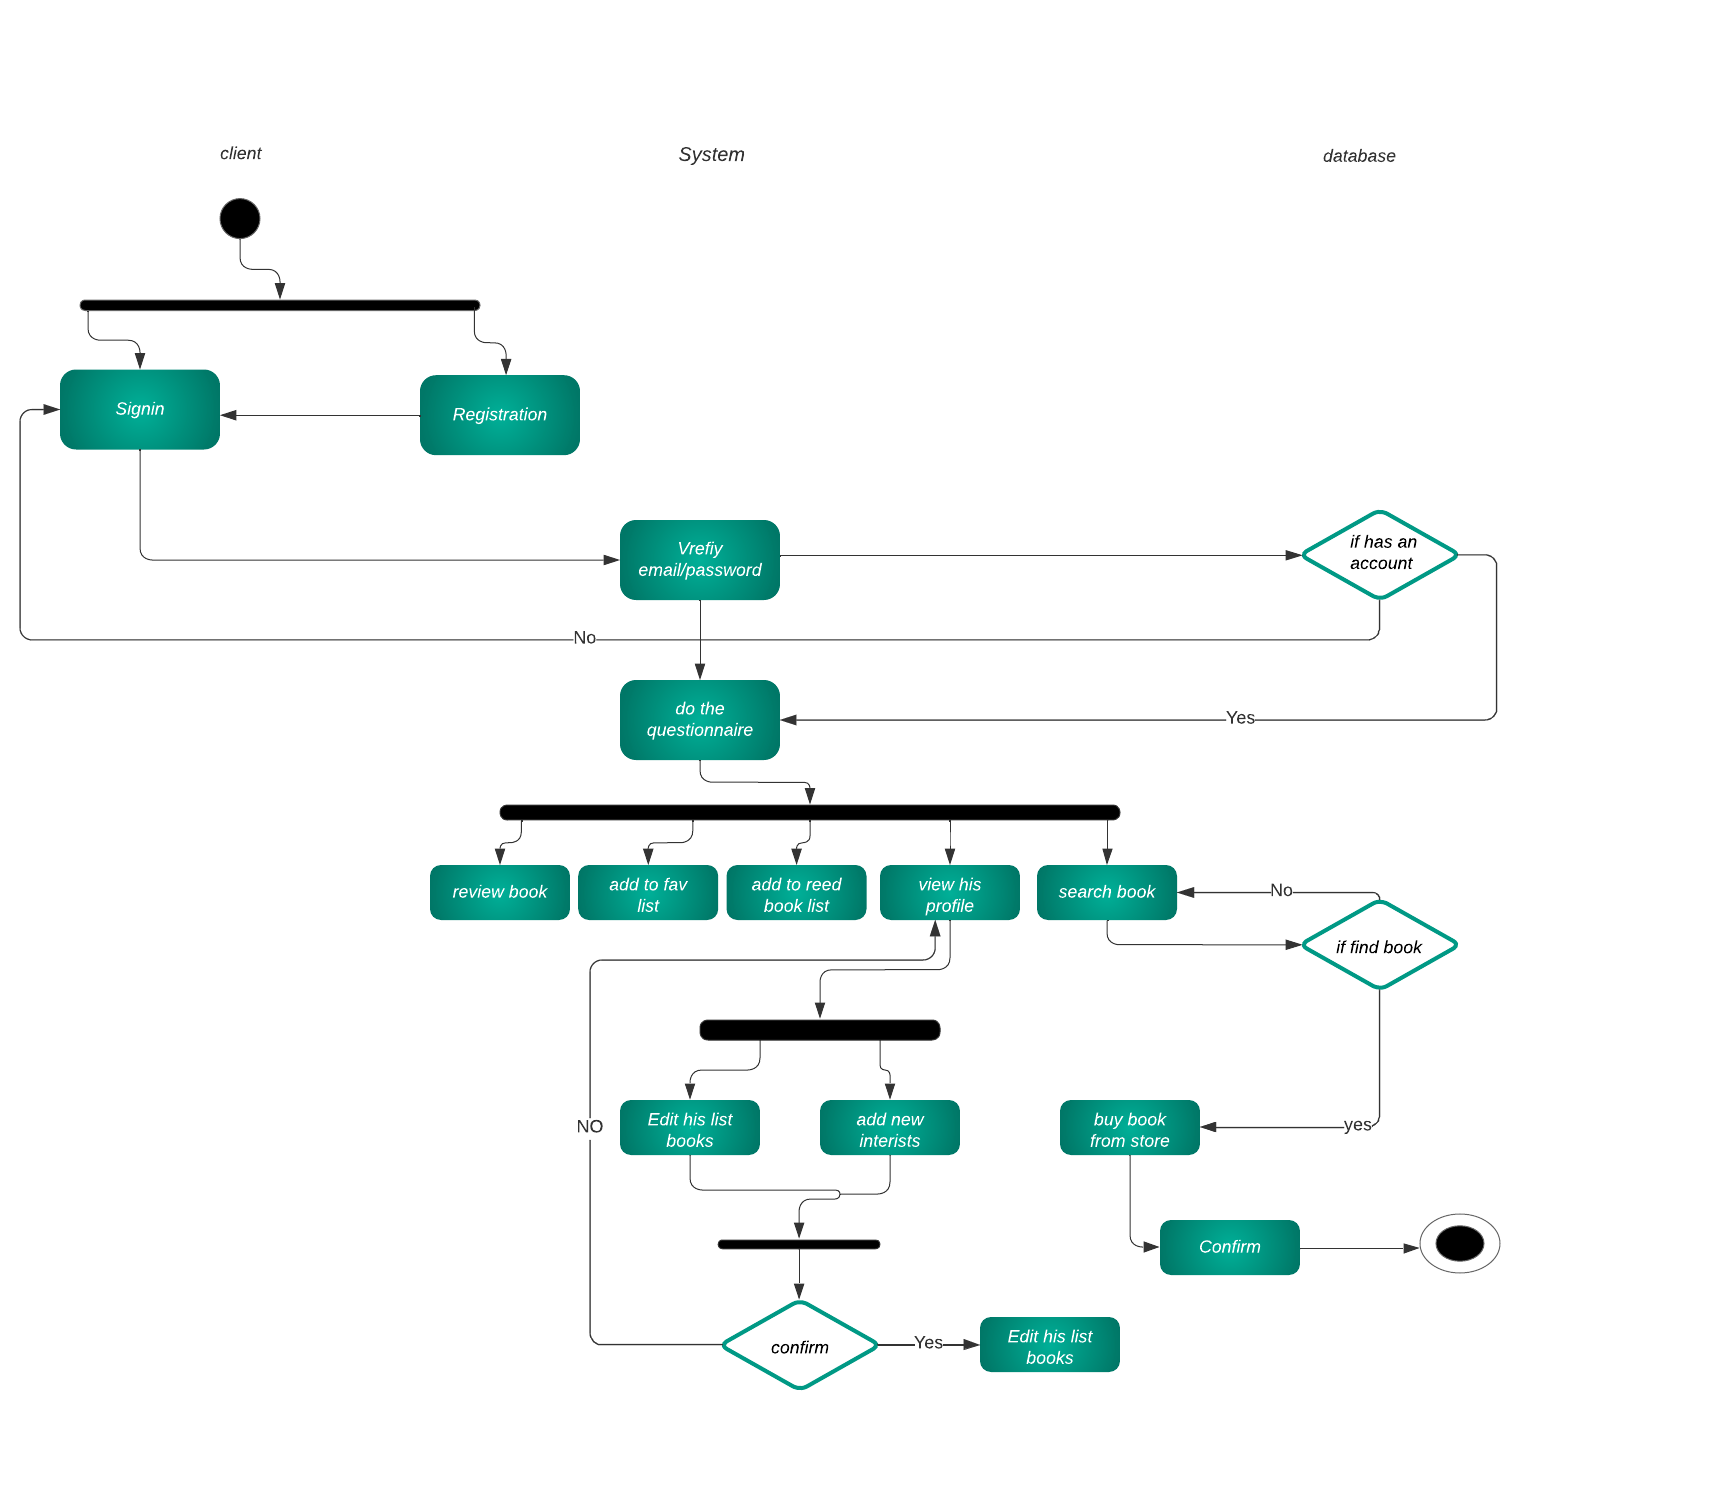 client
System
database
Signin
Registration
Vrefiy
email/password
if has an
account
No
do the
questionnaire
Yes
review book
add to fav
list
add to reed
book list
view his
profile
search book
No
if find book
NO
Edit his list
books
add new
interists
buy book
from store
yes
Confirm
confirm
Yes
Edit his list
books